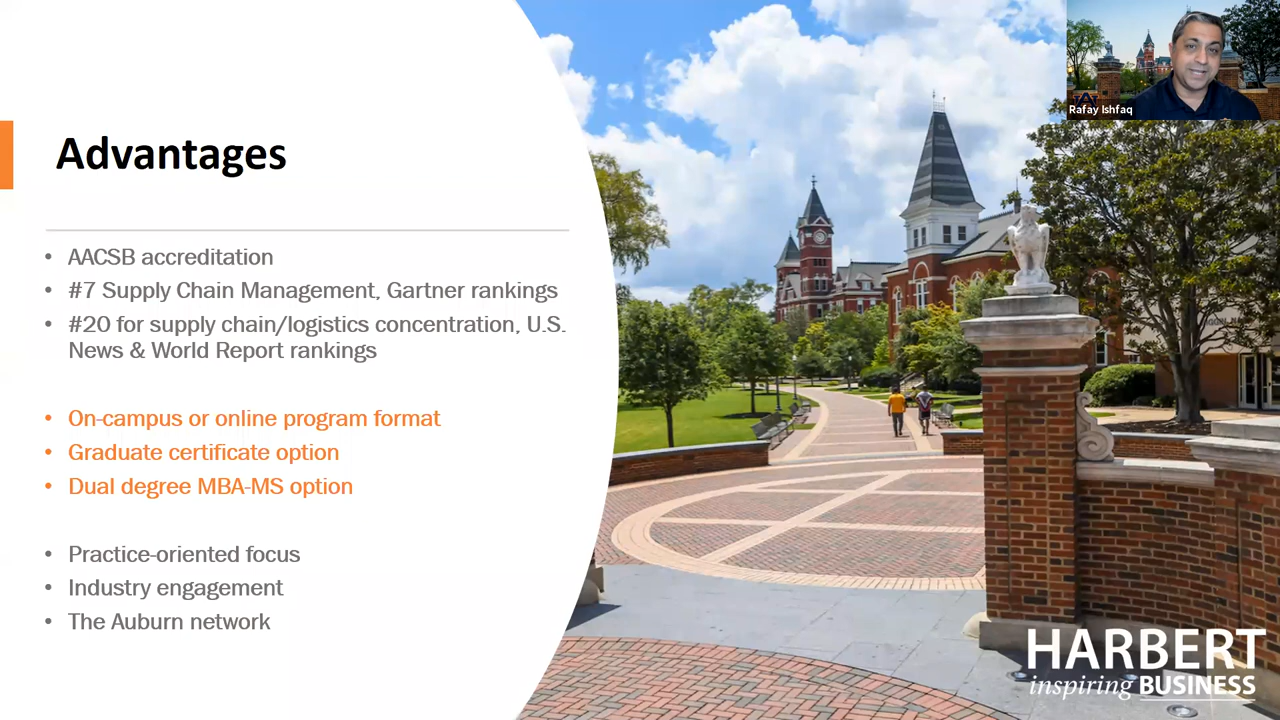 Rafay Ishfaq
Advantages
• AACSB accreditation
• #7 Supply Chain Management, Gartner rankings
• #20 for supply chain/logistics concentration, U.S.
News & World Report rankings
• On-campus or online program format
• Graduate certificate option
• Dual degree MBA-MS option
• Practice-oriented focus
• Industry engagement
• The Auburn network
HARBERT
inspiring BUSINESS